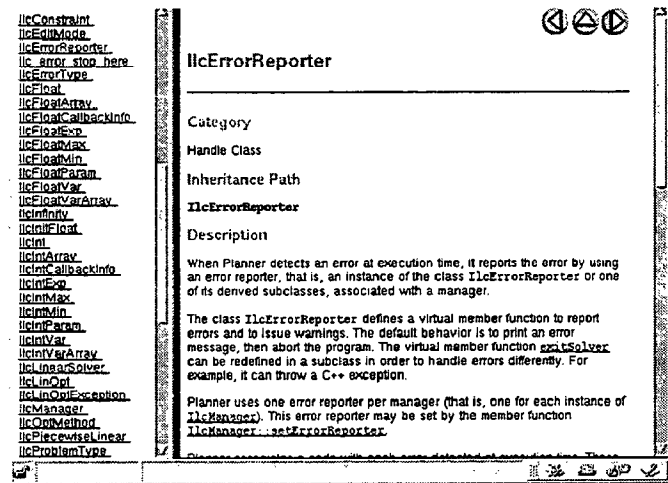 IlcConstraint
IlcEditMode
IlcErrorReporter
ilc_error_stop_here
IlcErrorType
IlcFloat
IlcFloatArray
IlcFloatCallbackInfo
IlcFloatExp
IlcFloatMax
IlcFloatMin
IlcFloatParam
IlcFloatVar
IlcFloatVarArray
IlcInfinity
IlcInitFloat
IlcInt
IlcIntArray
IlcIntCallbackInfo
IlcIntExp
IlcIntMax
IlcIntMin
IlcIntParam
IlcIntVar
IlcIntVarArray
IlcLinearSolver
IlcLinOpt
IlcLinOptException
IlcManager
IlcOptMethod
IlcPiecewiseLinear
IlcProblemType
IlcErrorReporter
Category
Handle Class
Inheritance Path
IlcErrorReporter
Description
When Planner detects an error at execution time, it reports the error by using
an error reporter, that is, an instance of the class IlcErrorReporter or one
of its derived subclasses, associated with a manager.
The class IlcErrorReporter defines a virtual member function to report
errors and to issue warnings. The default behavior is to print an error
message, then abort the program. The virtual member function exitSolver
can be redefined in a subclass in order to handle errors differently. For
example, it can throw a C++ exception.
Planner uses one error reporter per manager (that is, one for each instance of
IlcManager). This error reporter may be set by the member function
IlcManager::setErrorReporter.